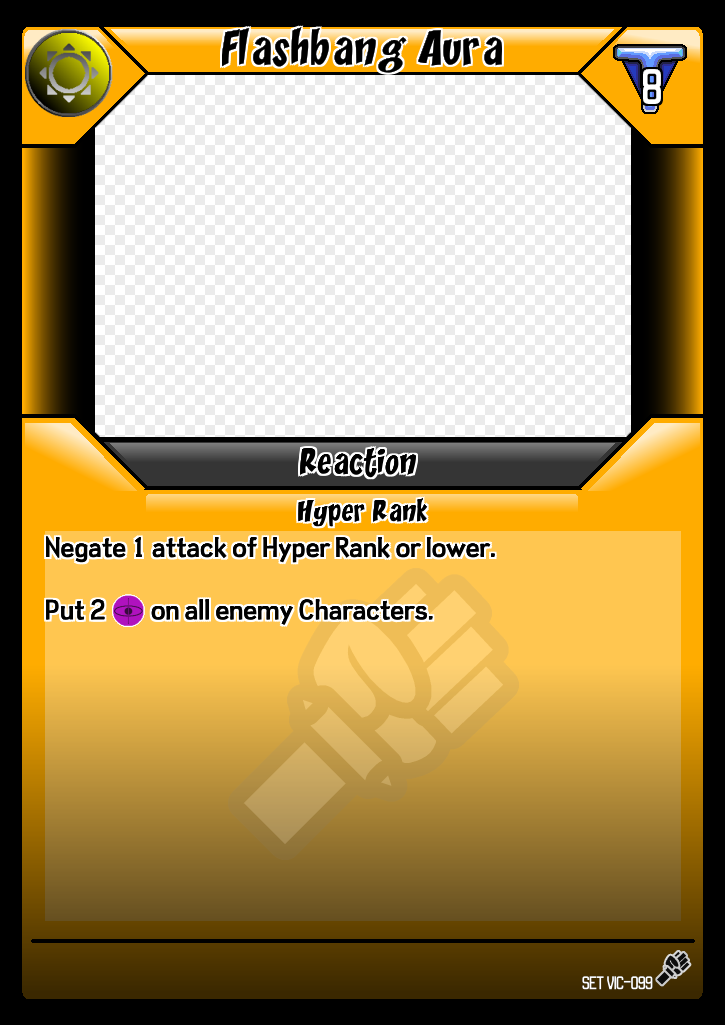 Flashbang Aura
8
Reaction
Hyper Rank
Negate 1 attack of Hyper Rank or lower.
Put 2 on all enemy Characters.
SET VIC-099